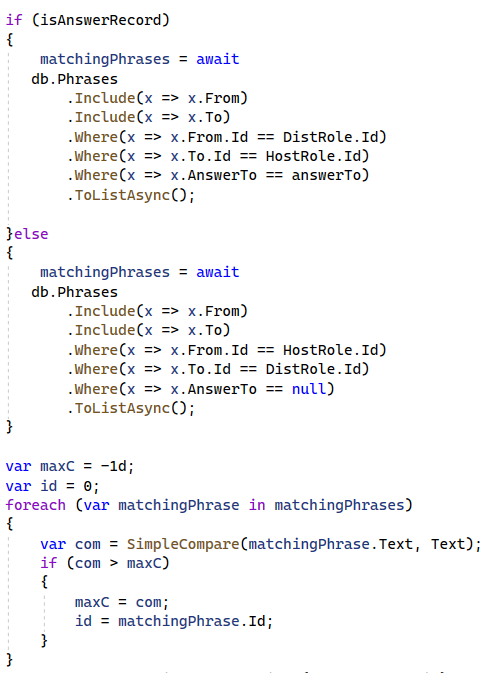 if (isAnswerRecord)
{
    matchingPhrases = await
   db.Phrases
       .Include(x => x.From)
       .Include(x => x.To)
       .Where(x => x.From.Id == DistRole.Id)
       .Where(x => x.To.Id == HostRole.Id)
       .Where(x => x.AnswerTo == answerTo)
       .ToListAsync();

}else
{
    matchingPhrases = await
   db.Phrases
       .Include(x => x.From)
       .Include(x => x.To)
       .Where(x => x.From.Id == HostRole.Id)
       .Where(x => x.To.Id == DistRole.Id)
       .Where(x => x.AnswerTo == null)
       .ToListAsync();
}

var maxC = -1d;
var id = 0;
foreach (var matchingPhrase in matchingPhrases)
{
    var com = SimpleCompare(matchingPhrase.Text, Text);
    if (com > maxC)
    {
        maxC = com;
        id = matchingPhrase.Id;
    }
}